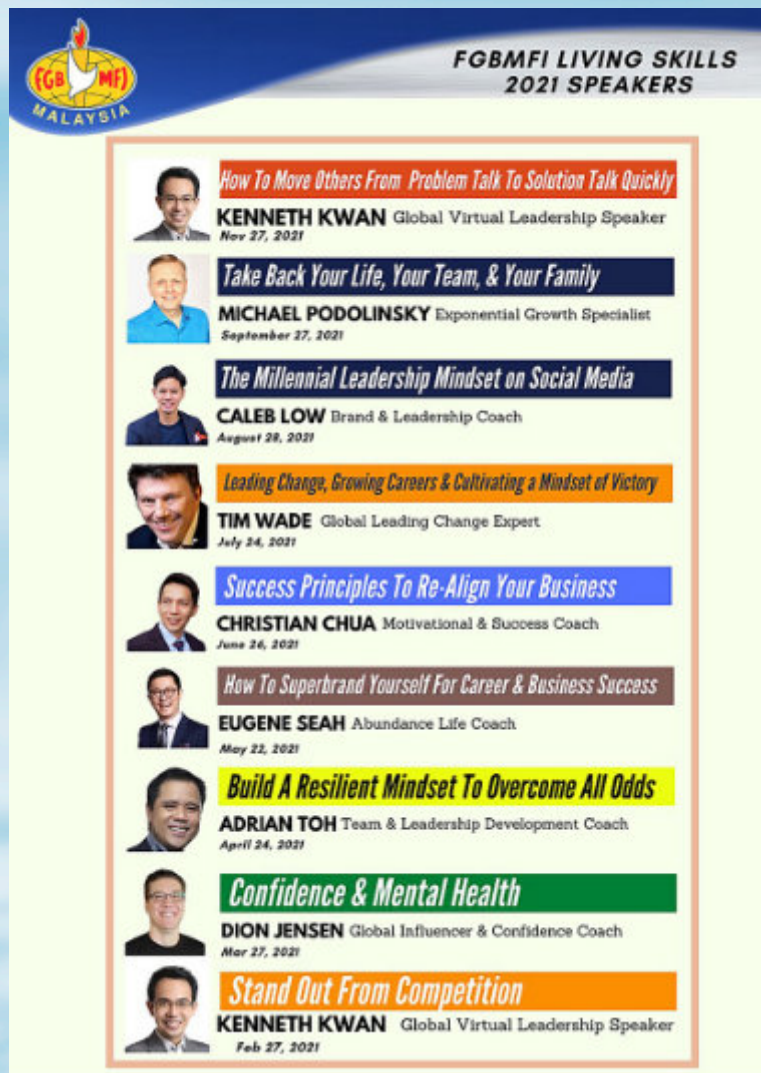 FGB MFI
MALAYSIA
FGBMFI LIVING SKILLS
2021 SPEAKERS
How To Move Others From Problem Talk To Solution Talk Quickly
KENNETH KWAN Global Virtual Leadership Speaker
Nov 27, 2021
Take Back Your Life, Your Team, & Your Family
MICHAEL PODOLINSKY Exponential Growth Specialist
September 27, 2021
The Millennial Leadership Mindset on Social Media
CALEB LOW Brand & Leadership Coach
August 28, 2021
Leading Change, Growing Careers & Cultivating a Mindset of Victory
TIM WADE Global Leading Change Expert
July 24, 2021
Success Principles To Re-Align Your Business
CHRISTIAN CHUA Motivational & Success Coach
June 26, 2021
How To Superbrand Yourself For Career & Business Success
EUGENE SEAH Abundance Life Coach
May 22, 2021
Build A Resilient Mindset To Overcome All Odds
ADRIAN TOH Team & Leadership Development Coach
April 24, 2021
Confidence & Mental Health
DION JENSEN Global Influencer & Confidence Coach
Mar 27, 2021
Stand Out From Competition
KENNETH KWAN Global Virtual Leadership Speaker
Feb 27, 2021